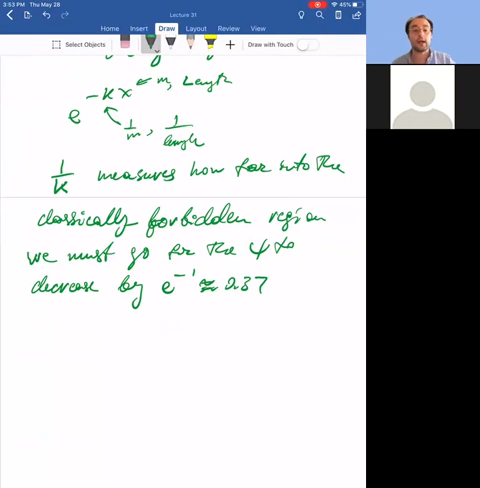 3:53 PM Thu May 28
45%
Lecture 31
Home Insert Draw Layout Review View
Select Objects
Draw with Touch
e^{-kx} ← m, Length
1/m, 1/length
1/k measures how far into the
classically forbidden region
we must go for the ψ to
decrease by e^{-1} ≈ 0.37